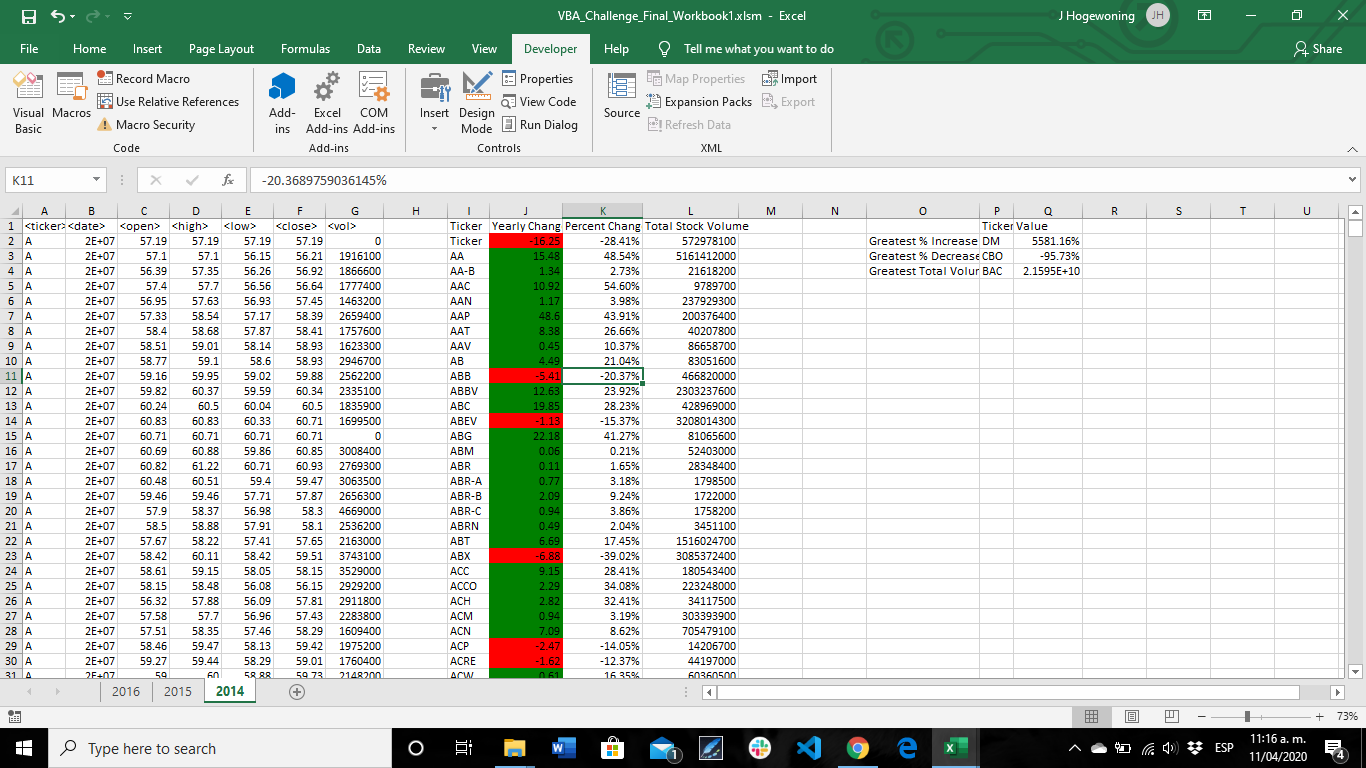 VBA_Challenge_Final_Workbook1.xlsm - Excel
J Hogewoning JH
File Home Insert Page Layout Formulas Data Review View Developer Help Tell me what you want to do Share
Visual Basic
Macros
Record Macro
Use Relative References
Macro Security
Code
Add-ins
Excel Add-ins
COM Add-ins
Add-ins
Insert
Design Mode
Properties
View Code
Run Dialog
Controls
Source
Map Properties
Expansion Packs
Refresh Data
Import
Export
XML
K11 fx -20.3689759036145%
A B C D E F G H I J K L M N O P Q R S T U
1 <ticker> <date> <open> <high> <low> <close> <vol> Ticker Yearly Chang Percent Chang Total Stock Volume Ticker Value
2 A 2E+07 57.19 57.19 57.19 57.19 0 Ticker -16.25 -28.41% 572978100 Greatest % Increase DM 5581.16%
3 A 2E+07 57.1 57.1 56.15 56.21 1916100 AA 15.48 48.54% 5161412000 Greatest % Decrease CBO -95.73%
4 A 2E+07 56.39 57.35 56.26 56.92 1866600 AA-B 1.34 2.73% 21618200 Greatest Total Volur BAC 2.1595E+10
5 A 2E+07 57.4 57.7 56.56 56.64 1777400 AAC 10.92 54.60% 9789700
6 A 2E+07 56.95 57.63 56.93 57.45 1463200 AAN 1.17 3.98% 237929300
7 A 2E+07 57.33 58.54 57.17 58.39 2659400 AAP 48.6 43.91% 200376400
8 A 2E+07 58.4 58.68 57.87 58.41 1757600 AAT 8.38 26.66% 40207800
9 A 2E+07 58.51 59.01 58.14 58.93 1623300 AAV 0.45 10.37% 86658700
10 A 2E+07 58.77 59.1 58.6 58.93 2946700 AB 4.49 21.04% 83051600
11 A 2E+07 59.16 59.95 59.02 59.88 2562200 ABB -5.41 -20.37% 466820000
12 A 2E+07 59.82 60.37 59.59 60.34 2335100 ABBV 12.63 23.92% 2303237600
13 A 2E+07 60.24 60.5 60.04 60.5 1835900 ABC 19.85 28.23% 428969000
14 A 2E+07 60.83 60.83 60.33 60.71 1699500 ABEV -1.13 -15.37% 3208014300
15 A 2E+07 60.71 60.71 60.71 60.71 0 ABG 22.18 41.27% 81065600
16 A 2E+07 60.69 60.88 59.86 60.85 3008400 ABM 0.06 0.21% 52403000
17 A 2E+07 60.82 61.22 60.71 60.93 2769300 ABR 0.11 1.65% 28348400
18 A 2E+07 60.48 60.51 59.4 59.47 3063500 ABR-A 0.77 3.18% 1798500
19 A 2E+07 59.46 59.46 57.71 57.87 2656300 ABR-B 2.09 9.24% 1722000
20 A 2E+07 57.9 58.37 56.98 58.3 4669000 ABR-C 0.94 3.86% 1758200
21 A 2E+07 58.5 58.88 57.91 58.1 2536200 ABRN 0.49 2.04% 3451100
22 A 2E+07 57.67 58.22 57.41 57.65 2163000 ABT 6.69 17.45% 1516024700
23 A 2E+07 58.42 60.11 58.42 59.51 3743100 ABX -6.88 -39.02% 3085372400
24 A 2E+07 58.61 59.15 58.05 58.15 3529000 ACC 9.15 28.41% 180543400
25 A 2E+07 58.15 58.48 56.08 56.15 2929200 ACCO 2.29 34.08% 223248000
26 A 2E+07 56.32 57.88 56.09 57.81 2911800 ACH 2.82 32.41% 34117500
27 A 2E+07 57.58 57.7 56.96 57.43 2283800 ACM 0.94 3.19% 303393900
28 A 2E+07 57.51 58.35 57.46 58.29 1609400 ACN 7.09 8.62% 705479100
29 A 2E+07 58.46 59.47 58.13 59.42 1975200 ACP -2.47 -14.05% 14206700
30 A 2E+07 59.27 59.44 58.29 59.01 1760400 ACRE -1.62 -12.37% 44197000
31 A 2E+07 59 60 58.88 59.73 2148200 ACW 0.61 16.35% 60360500
2016 2015 2014
73%
Type here to search
1
ESP
11:16 a. m.
11/04/2020
4